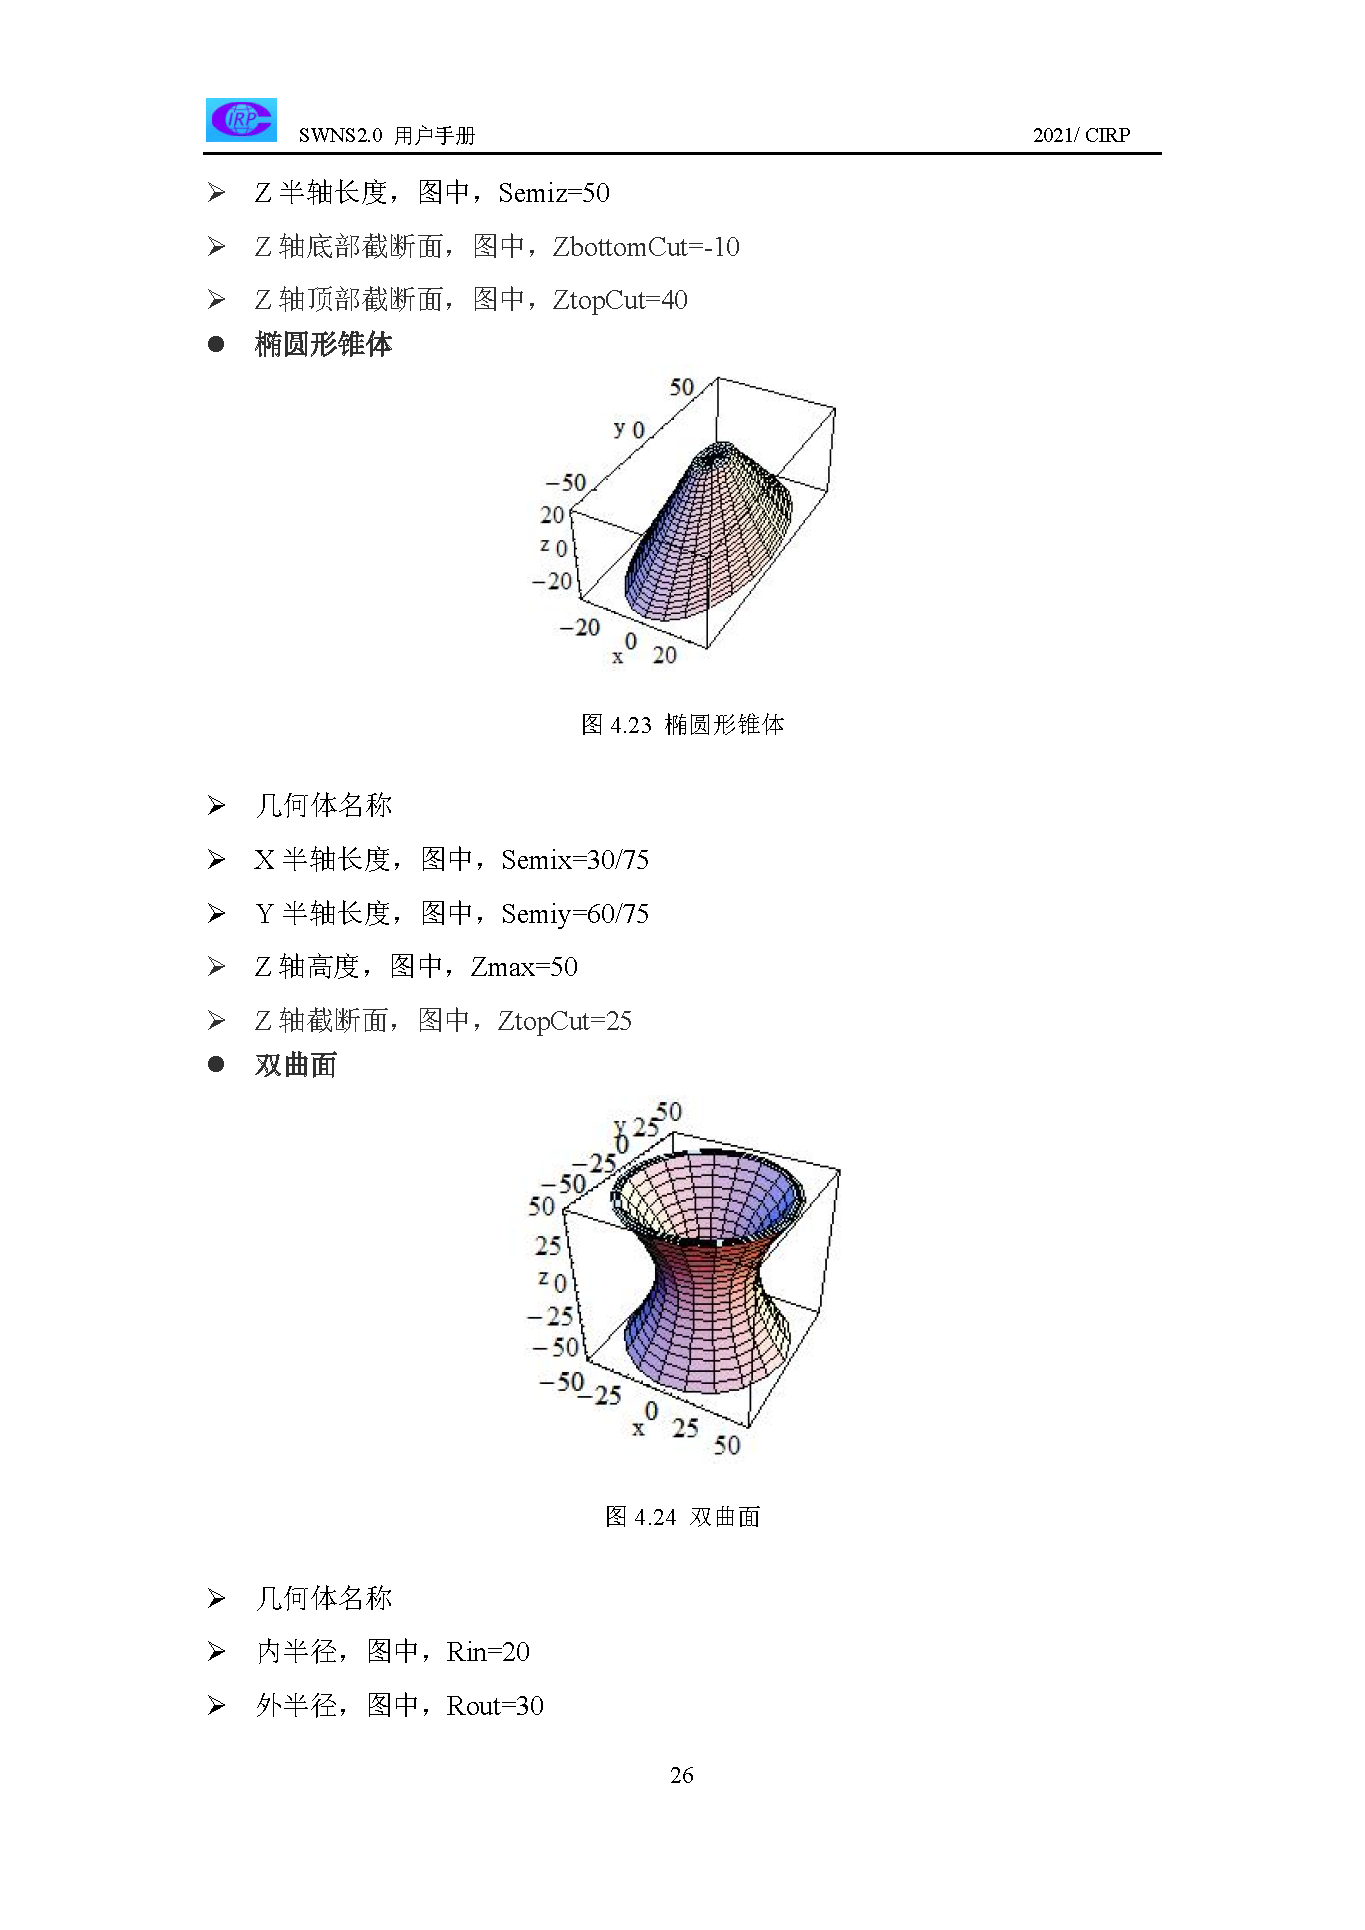 IRP
SWNS2.0 用户手册 2021/ CIRP
➢ Z 半轴长度，图中，Semiz=50
➢ Z 轴底部截断面，图中，ZbottomCut=-10
➢ Z 轴顶部截断面，图中，ZtopCut=40
● 椭圆形锥体
50
y 0
−50
20
z 0
−20
−20
0
x 20
图 4.23 椭圆形锥体
➢ 几何体名称
➢ X 半轴长度，图中，Semix=30/75
➢ Y 半轴长度，图中，Semiy=60/75
➢ Z 轴高度，图中，Zmax=50
➢ Z 轴截断面，图中，ZtopCut=25
● 双曲面
50
y 25
0
−25
−50
50
25
z 0
−25
−50
−50
−25
0
x 25
50
图 4.24 双曲面
➢ 几何体名称
➢ 内半径，图中，Rin=20
➢ 外半径，图中，Rout=30
26